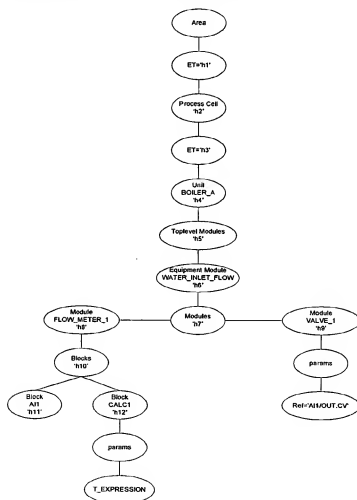 Area
ET='h1'
Process Cell
'h2'
ET='h3'
Unit
BOILER_A
'h4'
Toplevel Modules
'h5'
Equipment Module
WATER_INLET_FLOW
'h6'
Module
FLOW_METER_1
'h8'
Modules
'h7'
Module
VALVE_1
'h9'
Blocks
'h10'
params
Block
AI1
'h11'
Block
CALC1
'h12'
Ref='AI1/OUT.CV'
params
T_EXPRESSION